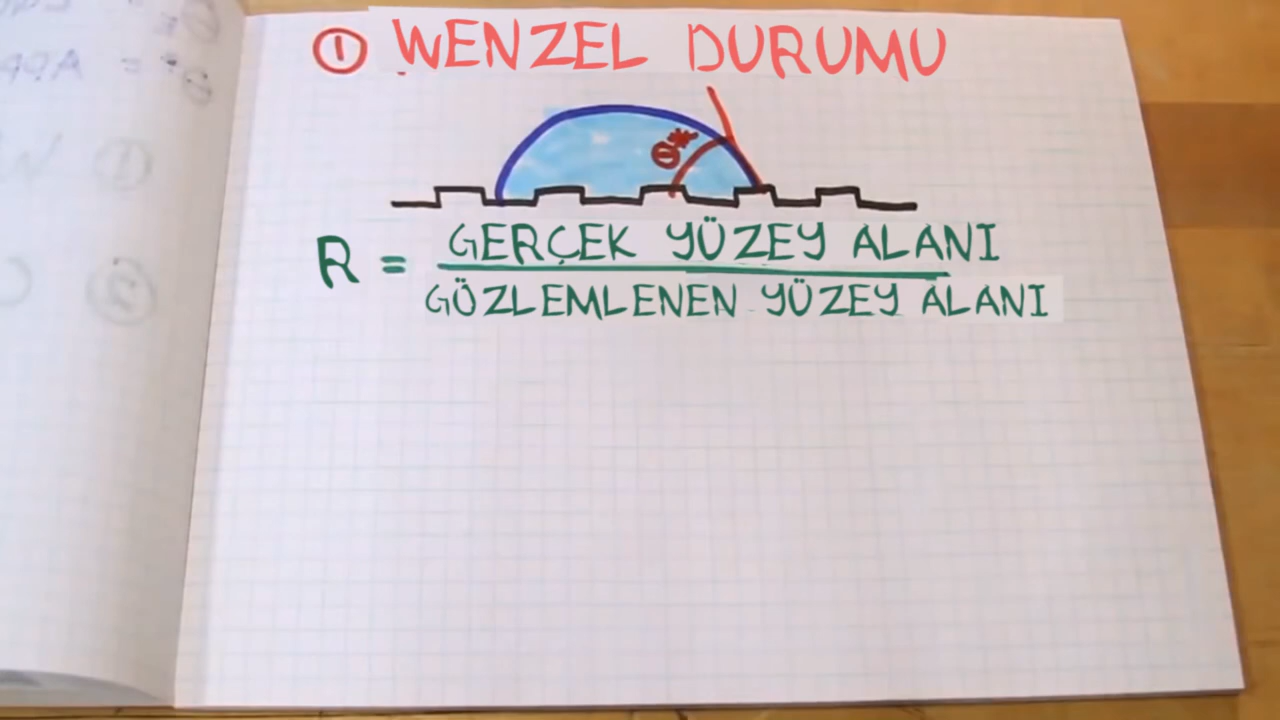 ① WENZEL DURUMU
θ*
R = GERÇEK YÜZEY ALANI
GÖZLEMLENEN YÜZEY ALANI